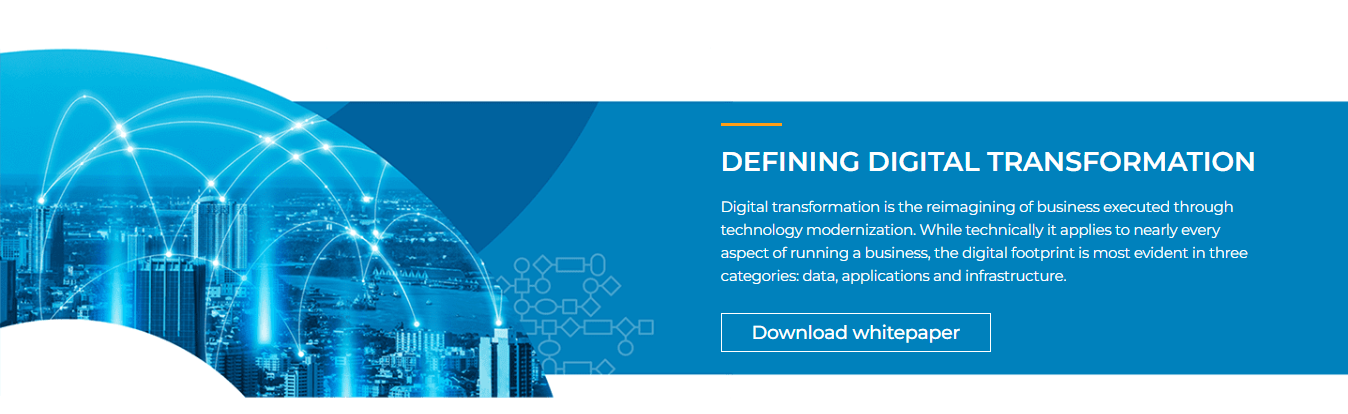 DEFINING DIGITAL TRANSFORMATION
Digital transformation is the reimagining of business executed through
technology modernization. While technically it applies to nearly every
aspect of running a business, the digital footprint is most evident in three
categories: data, applications and infrastructure.
Download whitepaper